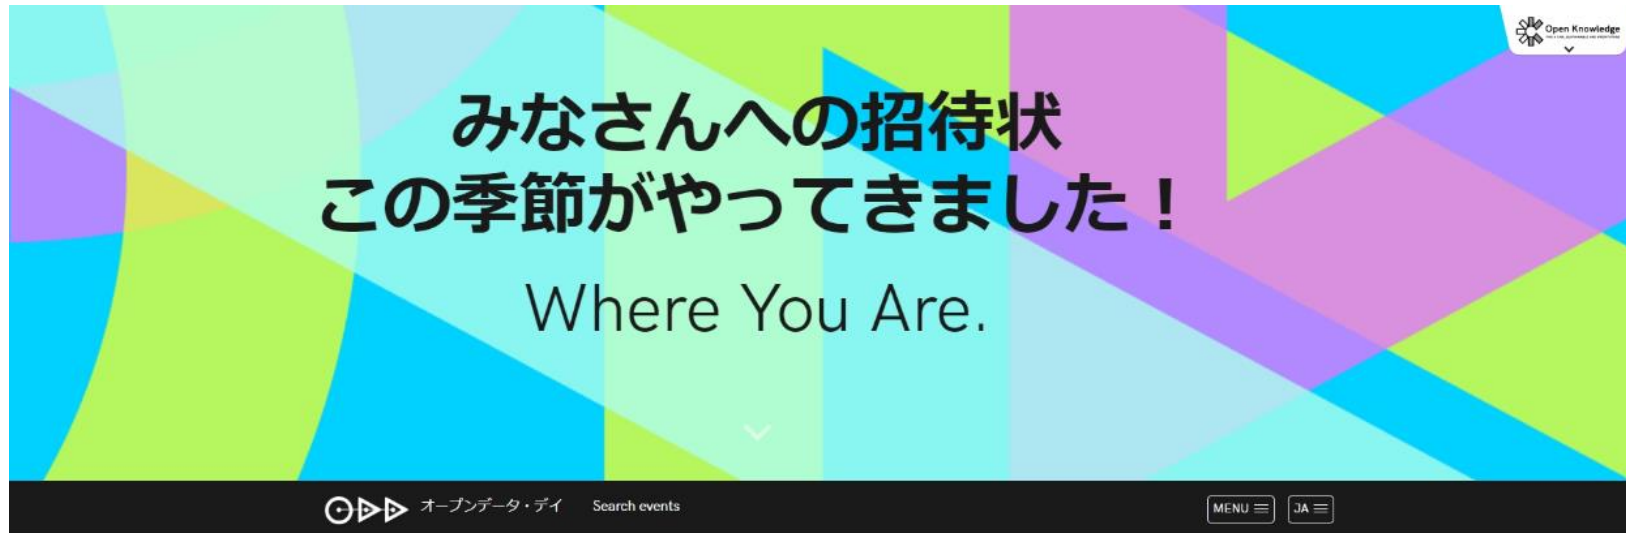 Open Knowledge
みなさんへの招待状
この季節がやってきました！
Where You Are.
オープンデータ・デイ
Search events
MENU
JA